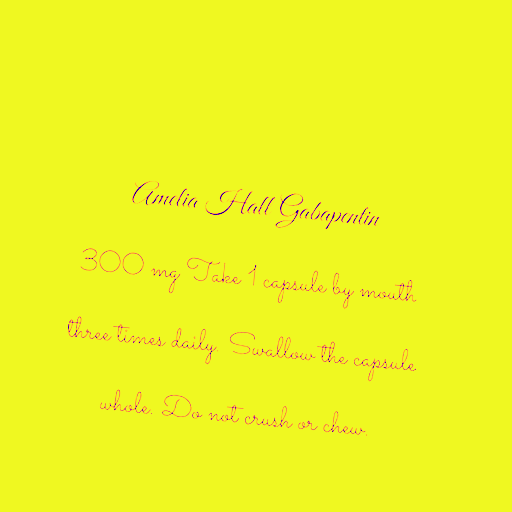 Amelia Hall Gabapentin
300 mg Take 1 capsule by mouth
three times daily. Swallow the capsule
whole. Do not crush or chew.